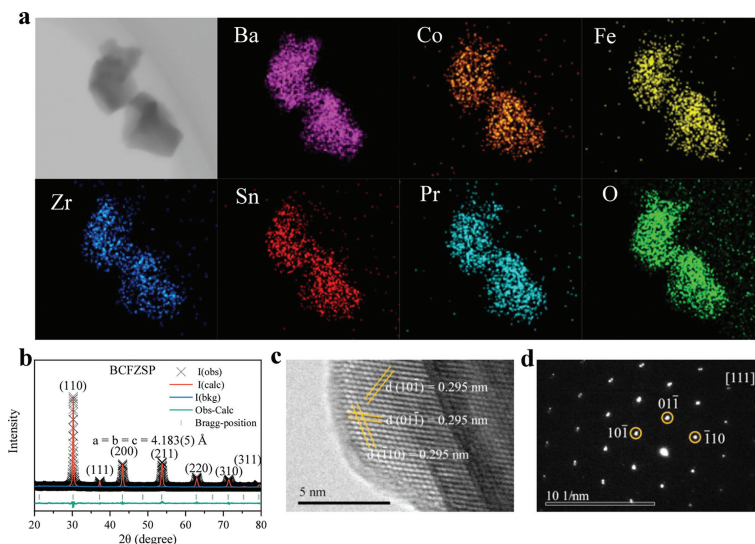 a
Ba
Co
Fe
Zr
Sn
Pr
O
b
BCFZSP
I(obs)
I(calc)
I(bkg)
Obs-Calc
Bragg-position
(110)
a = b = c = 4.183(5) Å
(111)
(200)
(211)
(220)
(310)
(311)
Intensity
20 30 40 50 60 70 80
2θ (degree)
c
d (101) = 0.295 nm
d (011̄) = 0.295 nm
d (110) = 0.295 nm
5 nm
d
[111]
011̄
101̄
1̄10
10 1/nm